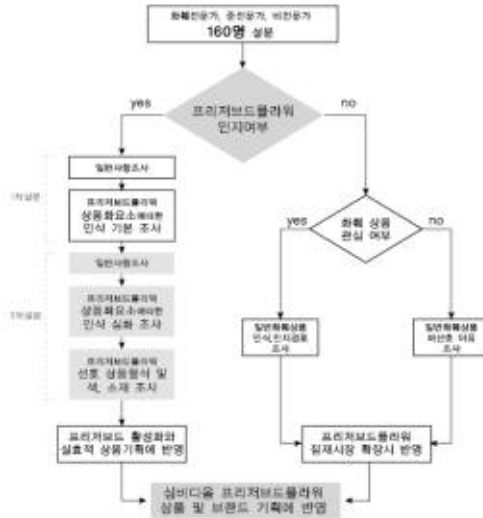 화훼전문가, 준전문가, 비전문가
160명 설문
프리저브드플라워
인지여부
yes
no
일반사항조사
1차설문
프리저브드플라워
상품화요소에대한
인식 기본 조사
일반사항조사
2차설문
프리저브드플라워
상품화요소에대한
인식 심화 조사
프리저브드플라워
선호 상품형식 및
색, 소재 조사
프리저브드 활성화와
실효적 상품기획에 반영
화훼 상품
관심 여부
yes
no
일반화훼상품
인식,인지경로
조사
일반화훼상품
비선호 이유
조사
프리저브드플라워
잠재시장 확장시 반영
심비디움 프리저브드플라워
상품 및 브랜드 기획에 반영